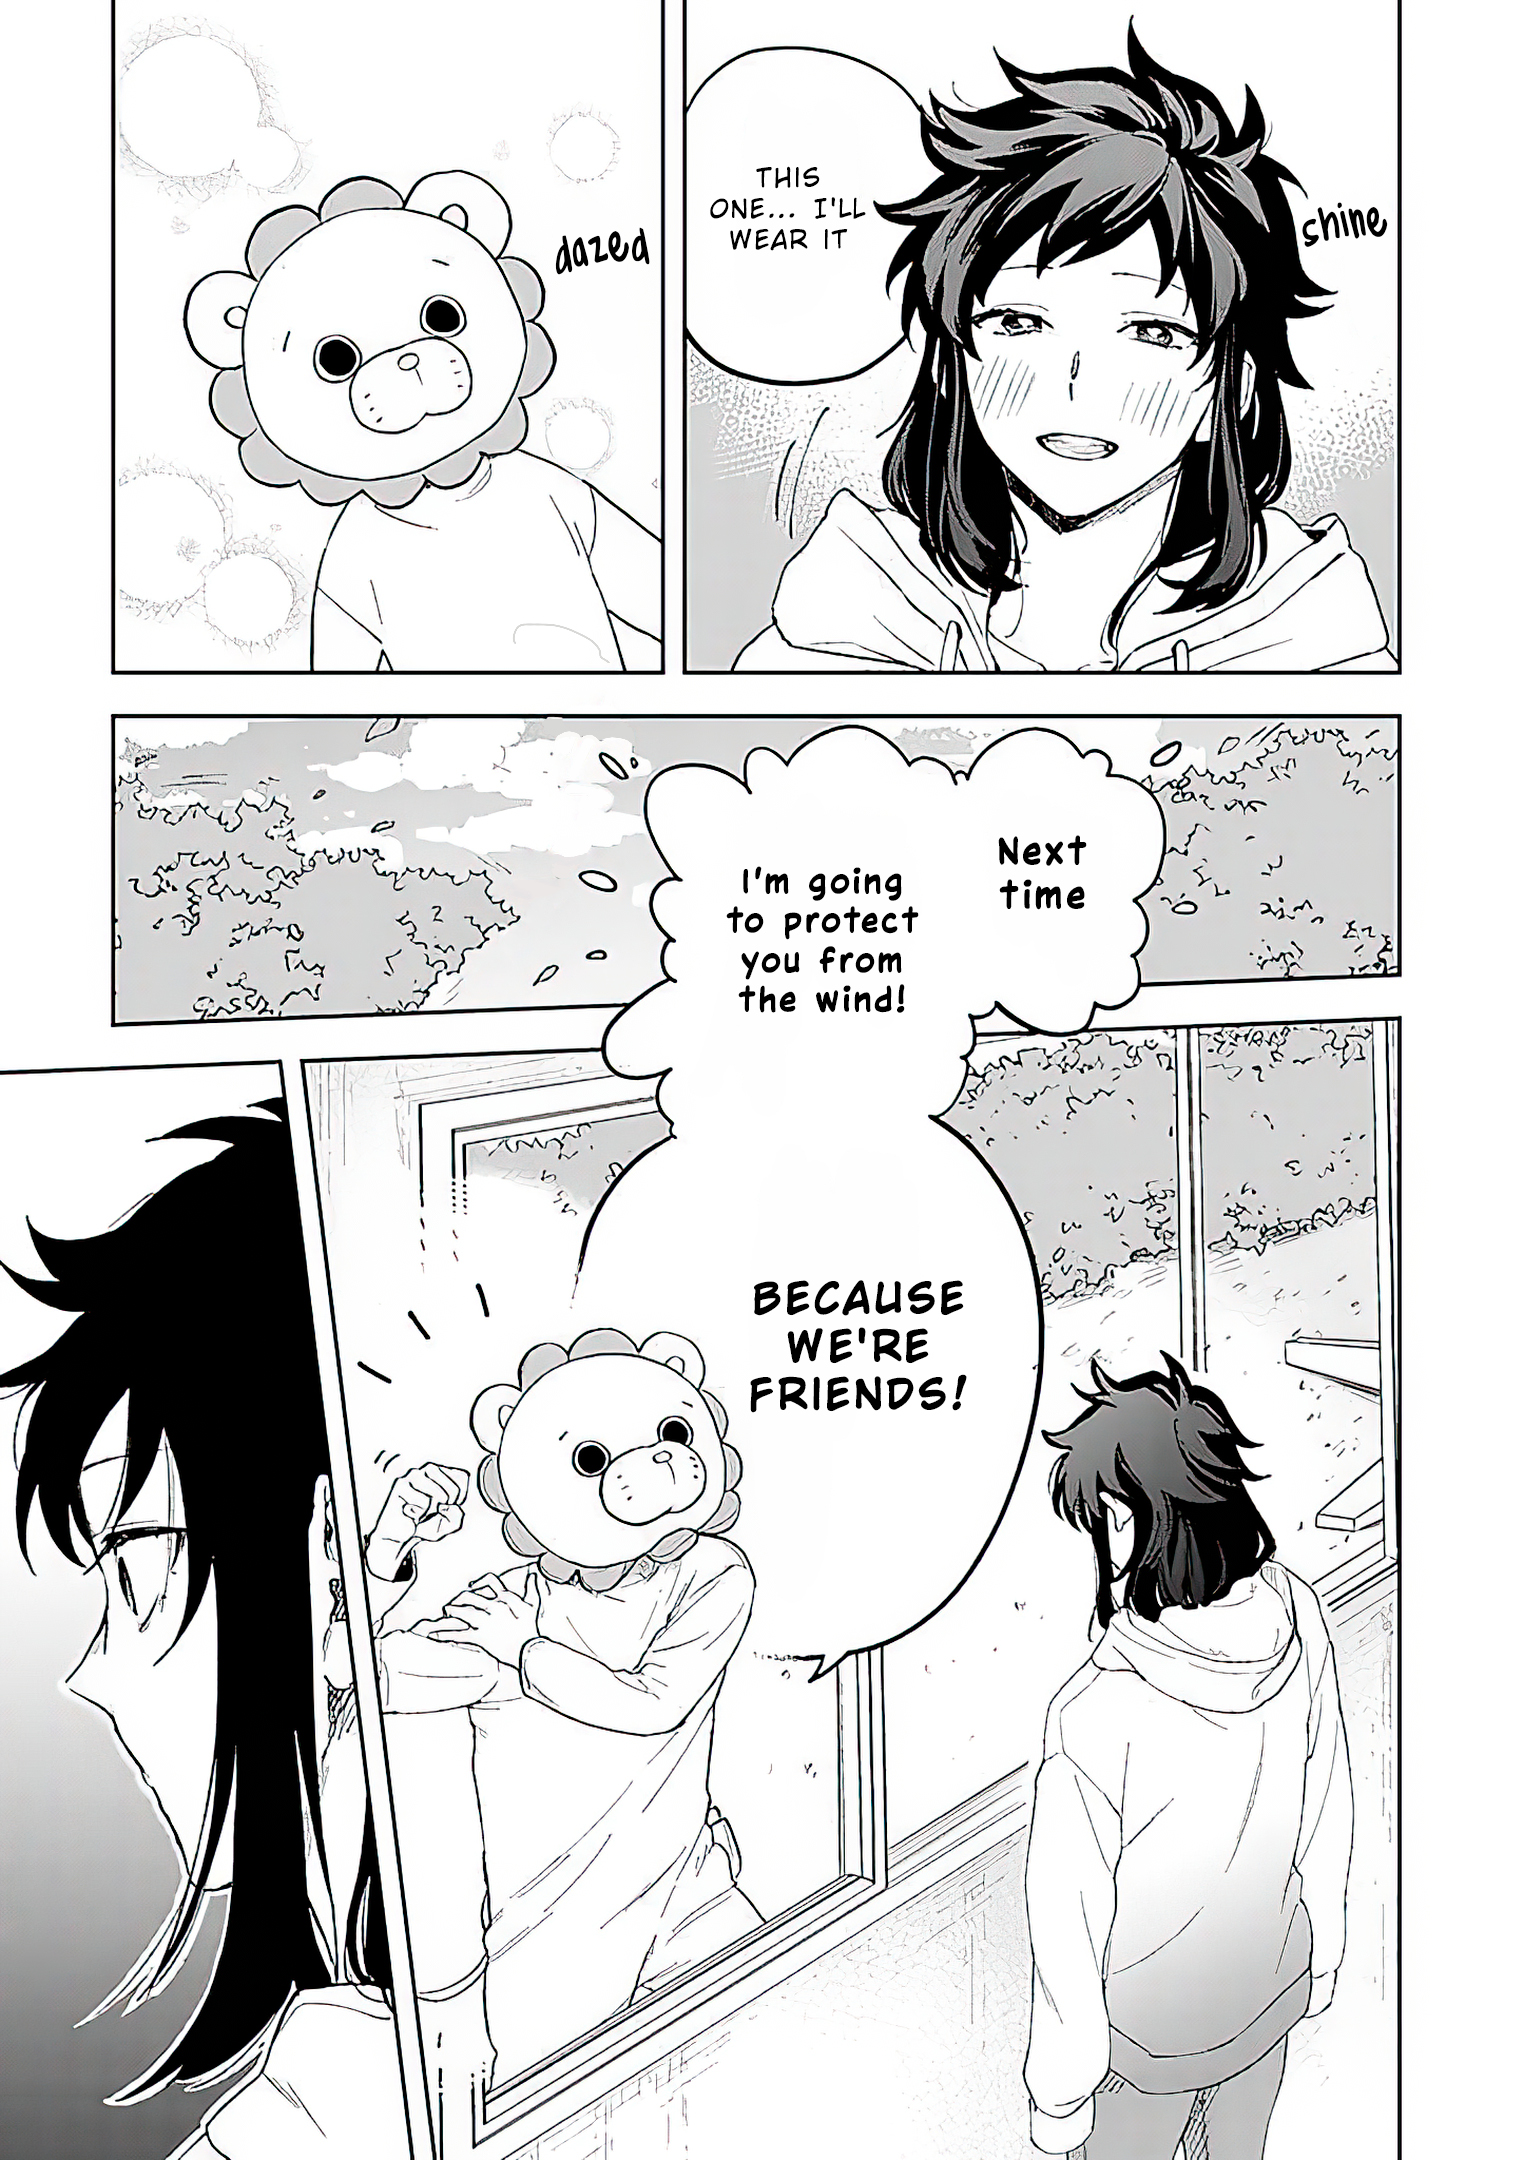 THIS
ONE... I'LL
WEAR IT
shine
dazed
Next
time
I'm going
to protect
you from
the wind!
BECAUSE
WE'RE
FRIENDS!